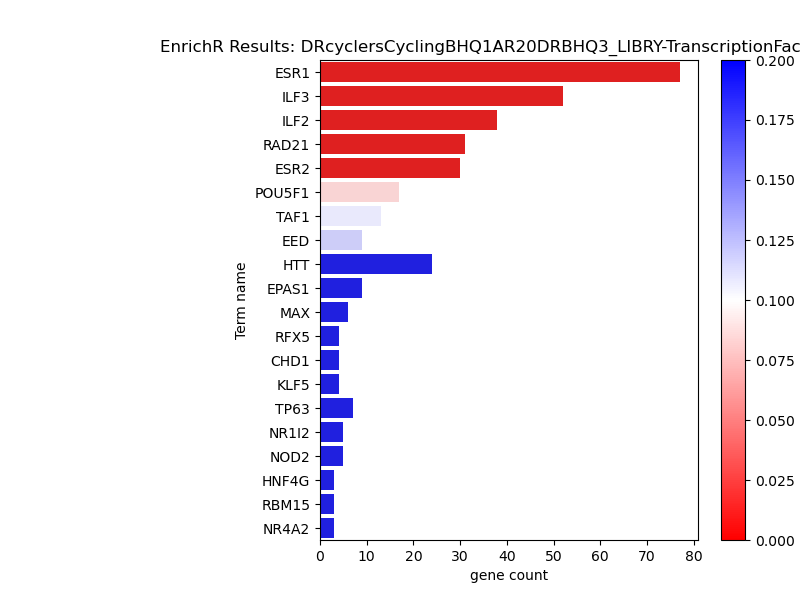 EnrichR Results: DRcyclersCyclingBHQ1AR20DRBHQ3_LIBRY-TranscriptionFac
ESR1
ILF3
ILF2
RAD21
ESR2
POU5F1
TAF1
EED
HTT
EPAS1
MAX
RFX5
CHD1
KLF5
TP63
NR1I2
NOD2
HNF4G
RBM15
NR4A2
Term name
0 10 20 30 40 50 60 70 80
gene count
0.200
0.175
0.150
0.125
0.100
0.075
0.050
0.025
0.000